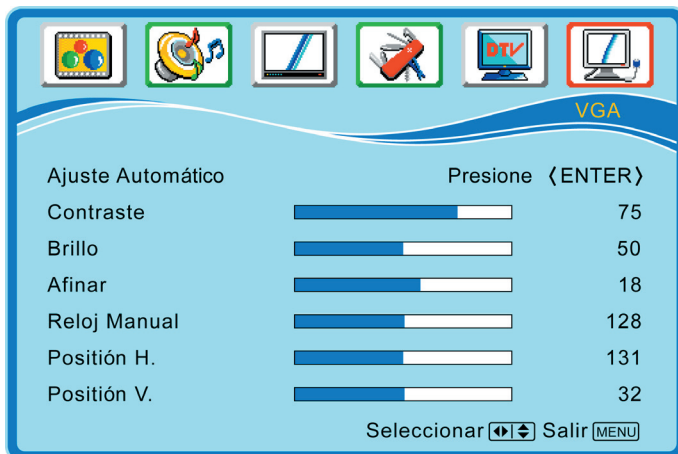 DTV
VGA
Ajuste Automático Presione 〈ENTER〉
Contraste 75
Brillo 50
Afinar 18
Reloj Manual 128
Positión H. 131
Positión V. 32
Seleccionar Salir MENU